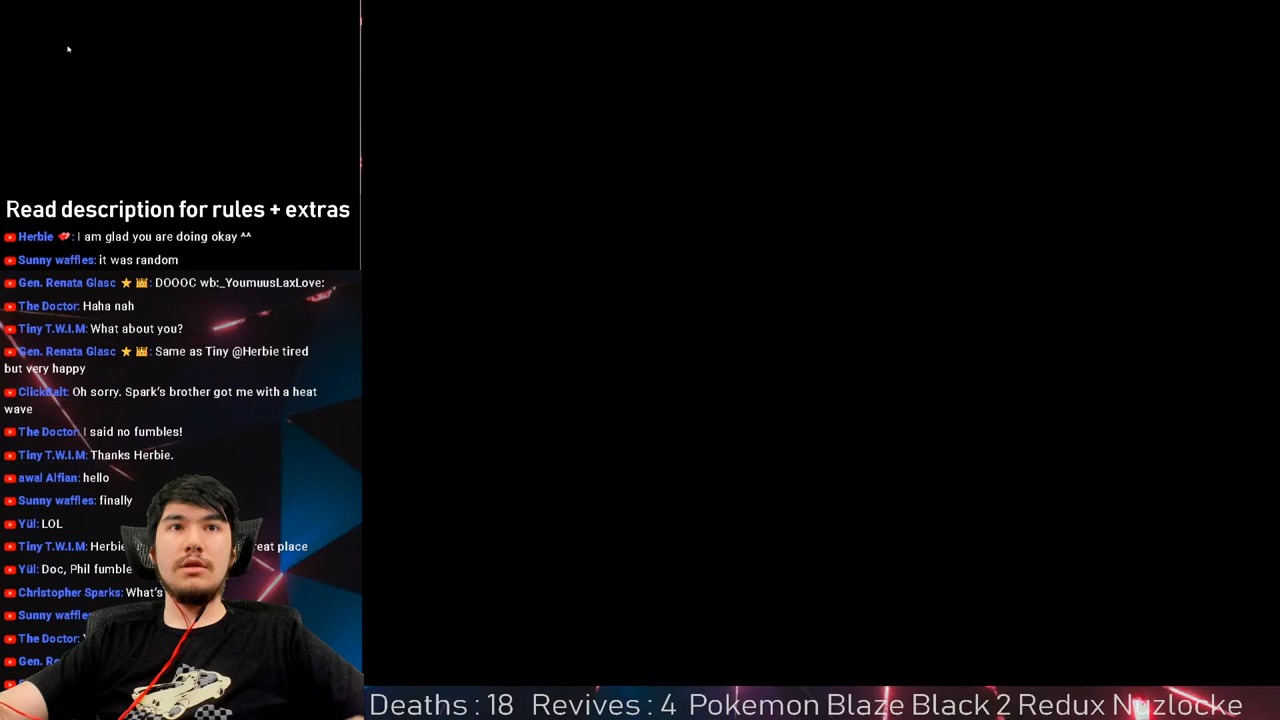 Read description for rules + extras
Herbie 💖: I am glad you are doing okay ^^
Sunny waffles: it was random
Gen. Renata Glasc ⭐ 👑: DOOOC wb:_YoumuusLaxLove:
The Doctor: Haha nah
Tiny T.W.I.M: What about you?
Gen. Renata Glasc ⭐ 👑: Same as Tiny @Herbie tired
but very happy
ClickBait: Oh sorry. Spark's brother got me with a heat
wave
The Doctor: I said no fumbles!
Tiny T.W.I.M: Thanks Herbie.
awal Alfian: hello
Sunny waffles: finally
Yül: LOL
Tiny T.W.I.M: Herbie place
Yül: Doc, Phil fumble
Christopher Sparks: What's
Sunny waffles
The Doctor:
Gen.
Deaths : 18 Revives : 4 Pokemon Blaze Black 2 Redux Nuzlocke